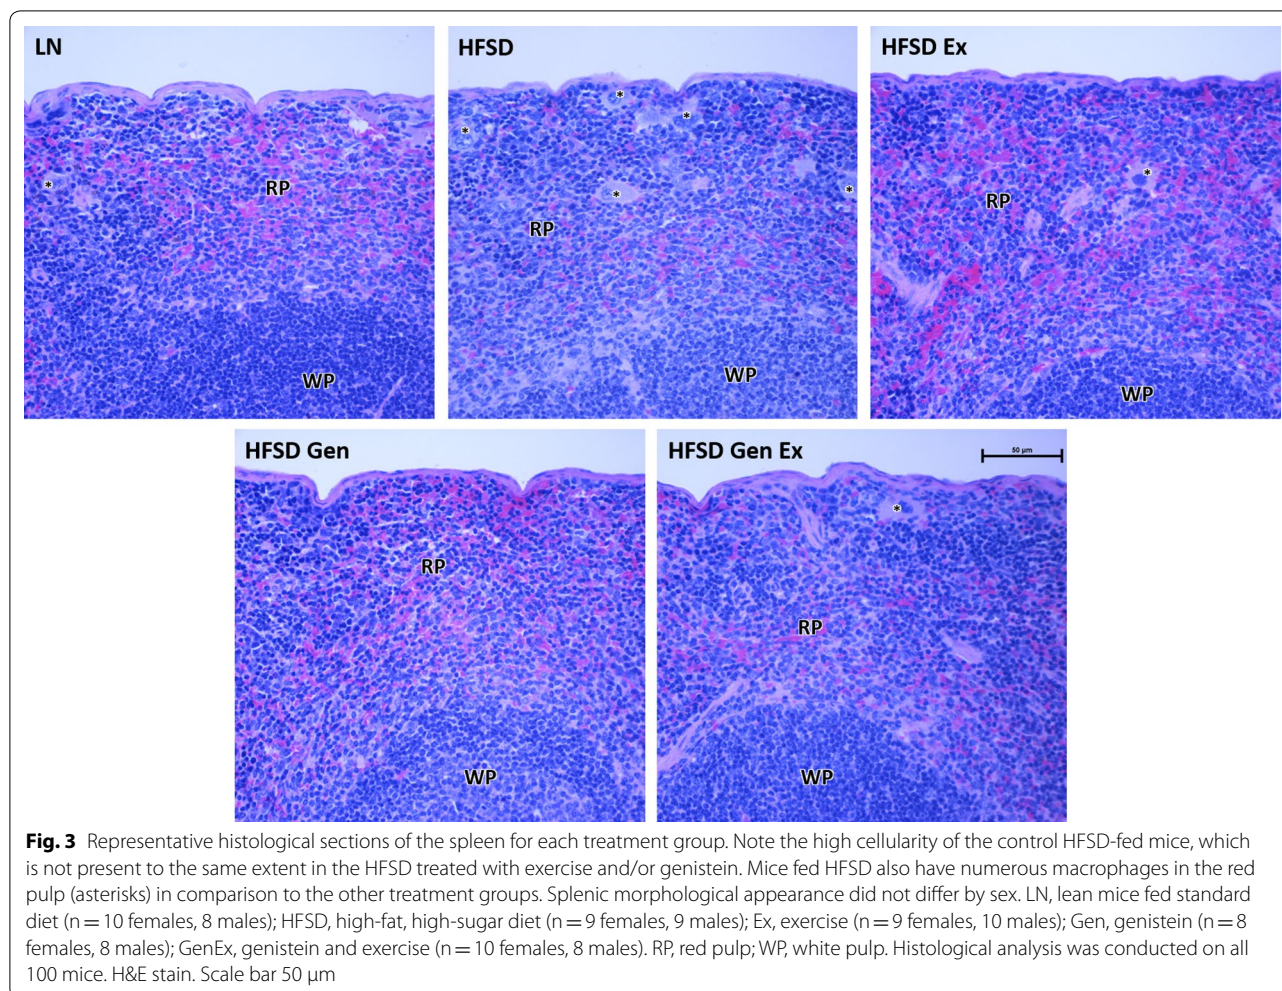 LN
HFSD
HFSD Ex
*
*
*
*
*
*
*
RP
RP
RP
WP
WP
WP
HFSD Gen
HFSD Gen Ex
50 µm
*
RP
RP
WP
WP
Fig. 3 Representative histological sections of the spleen for each treatment group. Note the high cellularity of the control HFSD-fed mice, which
is not present to the same extent in the HFSD treated with exercise and/or genistein. Mice fed HFSD also have numerous macrophages in the red
pulp (asterisks) in comparison to the other treatment groups. Splenic morphological appearance did not differ by sex. LN, lean mice fed standard
diet (n = 10 females, 8 males); HFSD, high-fat, high-sugar diet (n = 9 females, 9 males); Ex, exercise (n = 9 females, 10 males); Gen, genistein (n = 8
females, 8 males); GenEx, genistein and exercise (n = 10 females, 8 males). RP, red pulp; WP, white pulp. Histological analysis was conducted on all
100 mice. H&E stain. Scale bar 50 µm